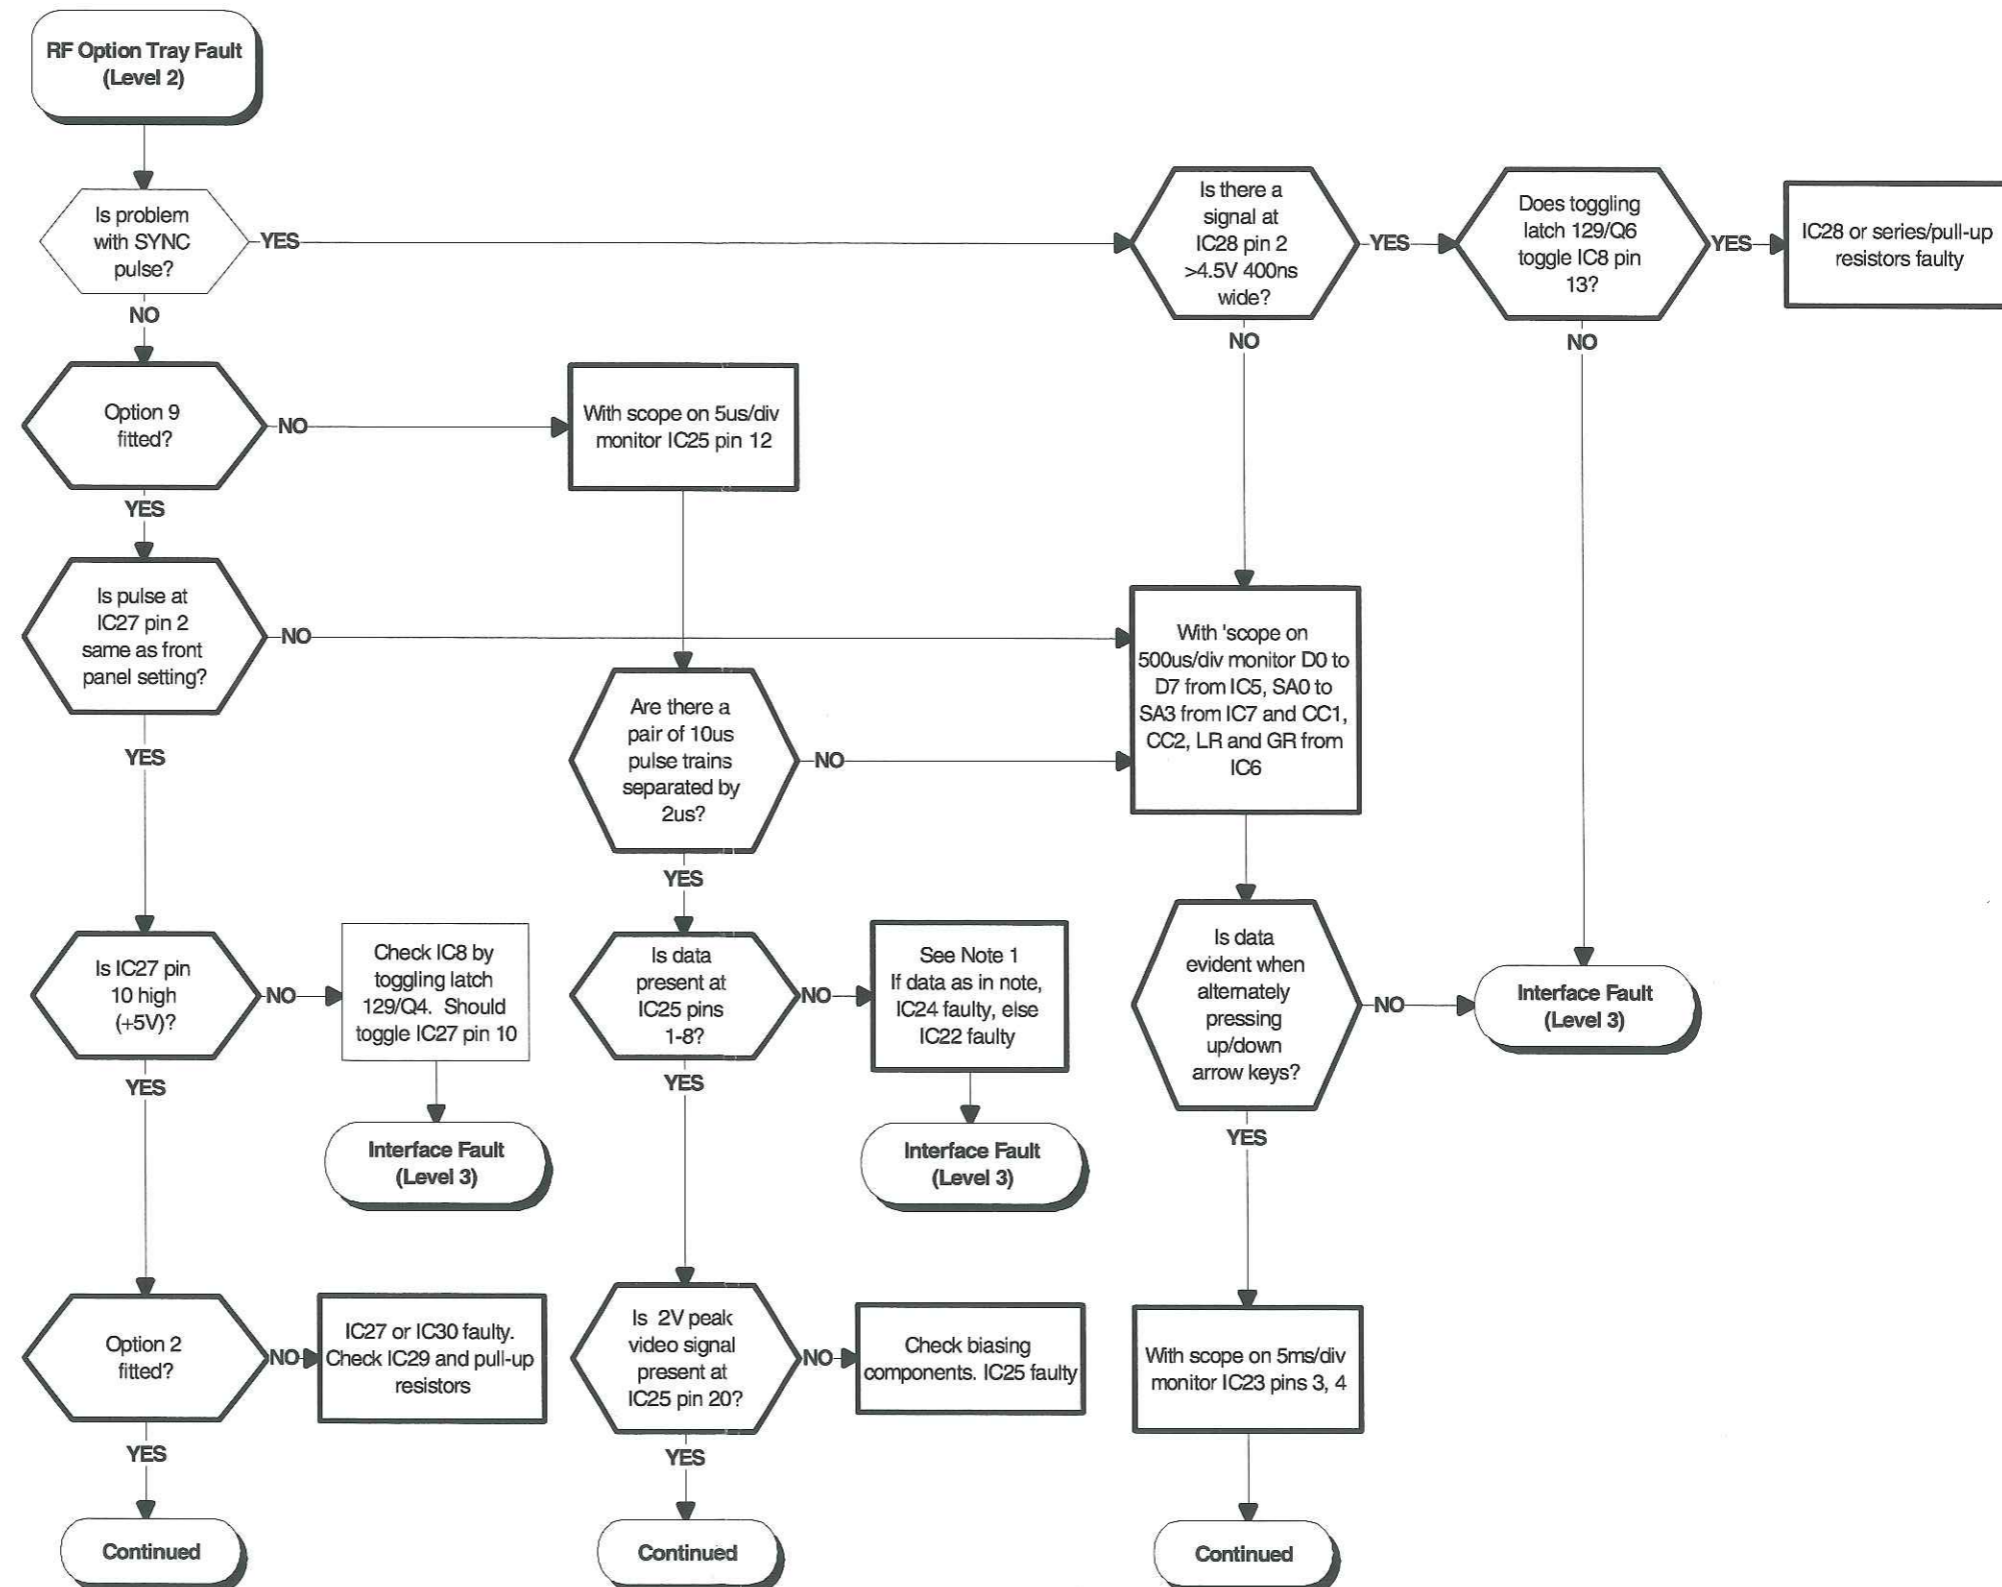 RF Option Tray Fault
(Level 2)
Is problem
with SYNC
pulse?
YES
NO
Is there a
signal at
IC28 pin 2
>4.5V 400ns
wide?
YES
NO
Does toggling
latch 129/Q6
toggle IC8 pin
13?
YES
NO
IC28 or series/pull-up
resistors faulty
Option 9
fitted?
NO
YES
With scope on 5us/div
monitor IC25 pin 12
Is pulse at
IC27 pin 2
same as front
panel setting?
NO
YES
Are there a
pair of 10us
pulse trains
separated by
2us?
NO
YES
With 'scope on
500us/div monitor D0 to
D7 from IC5, SA0 to
SA3 from IC7 and CC1,
CC2, LR and GR from
IC6
Is IC27 pin
10 high
(+5V)?
NO
YES
Check IC8 by
toggling latch
129/Q4. Should
toggle IC27 pin 10
Interface Fault
(Level 3)
Is data
present at
IC25 pins
1-8?
NO
YES
See Note 1
If data as in note,
IC24 faulty, else
IC22 faulty
Interface Fault
(Level 3)
Is data
evident when
alternately
pressing
up/down
arrow keys?
NO
YES
Interface Fault
(Level 3)
Option 2
fitted?
NO
YES
IC27 or IC30 faulty.
Check IC29 and pull-up
resistors
Is 2V peak
video signal
present at
IC25 pin 20?
NO
YES
Check biasing
components. IC25 faulty
With scope on 5ms/div
monitor IC23 pins 3, 4
Continued
Continued
Continued